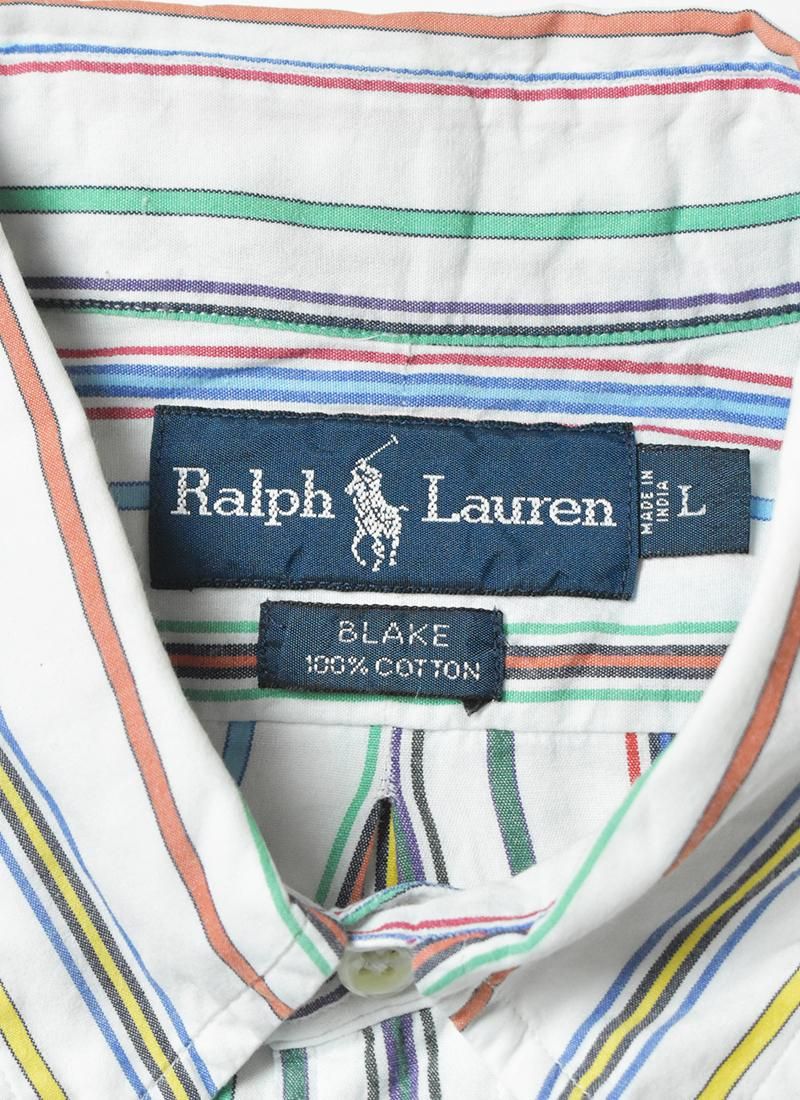 Ralph Lauren
MADE IN
INDIA
L
BLAKE
100% COTTON